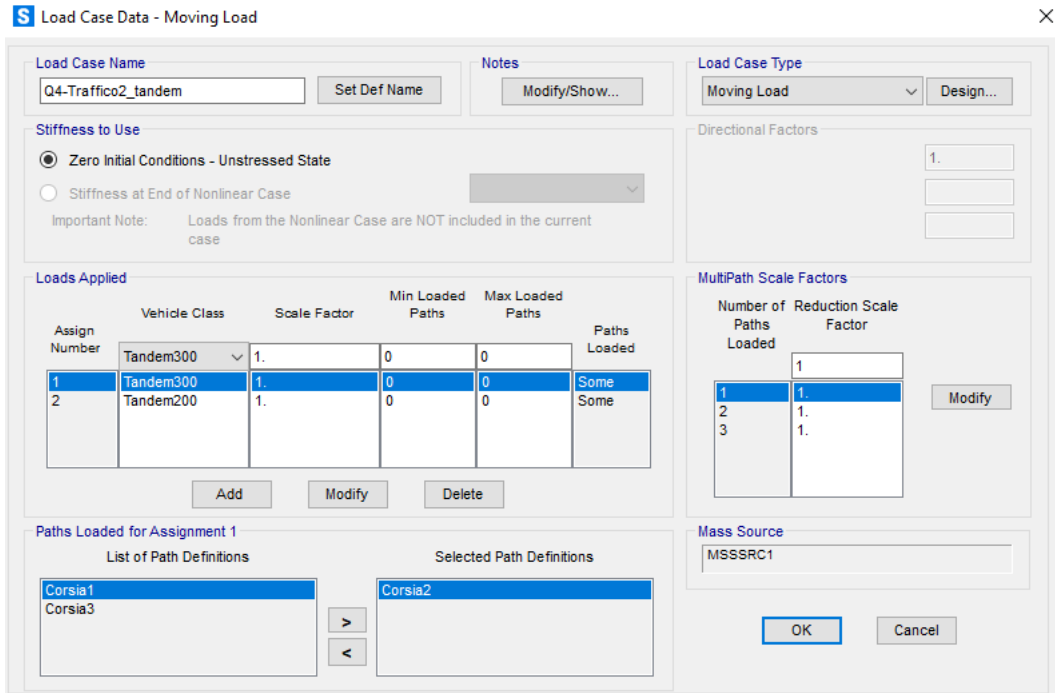 S Load Case Data - Moving Load
Load Case Name
Q4-Traffico2_tandem
Set Def Name
Notes
Modify/Show...
Load Case Type
Moving Load
Design...
Stiffness to Use
Zero Initial Conditions - Unstressed State
Stiffness at End of Nonlinear Case
Important Note: Loads from the Nonlinear Case are NOT included in the current
case
Directional Factors
1.
Loads Applied
Assign
Number
Vehicle Class
Scale Factor
Min Loaded
Paths
Max Loaded
Paths
Paths
Loaded
Tandem300 1. 0 0
1 Tandem300 1. 0 0 Some
2 Tandem200 1. 0 0 Some
Add Modify Delete
MultiPath Scale Factors
Number of
Paths
Loaded
Reduction Scale
Factor
1
1 1.
2 1.
3 1.
Modify
Paths Loaded for Assignment 1
List of Path Definitions
Corsia1
Corsia3
>
<
Selected Path Definitions
Corsia2
Mass Source
MSSSRC1
OK Cancel